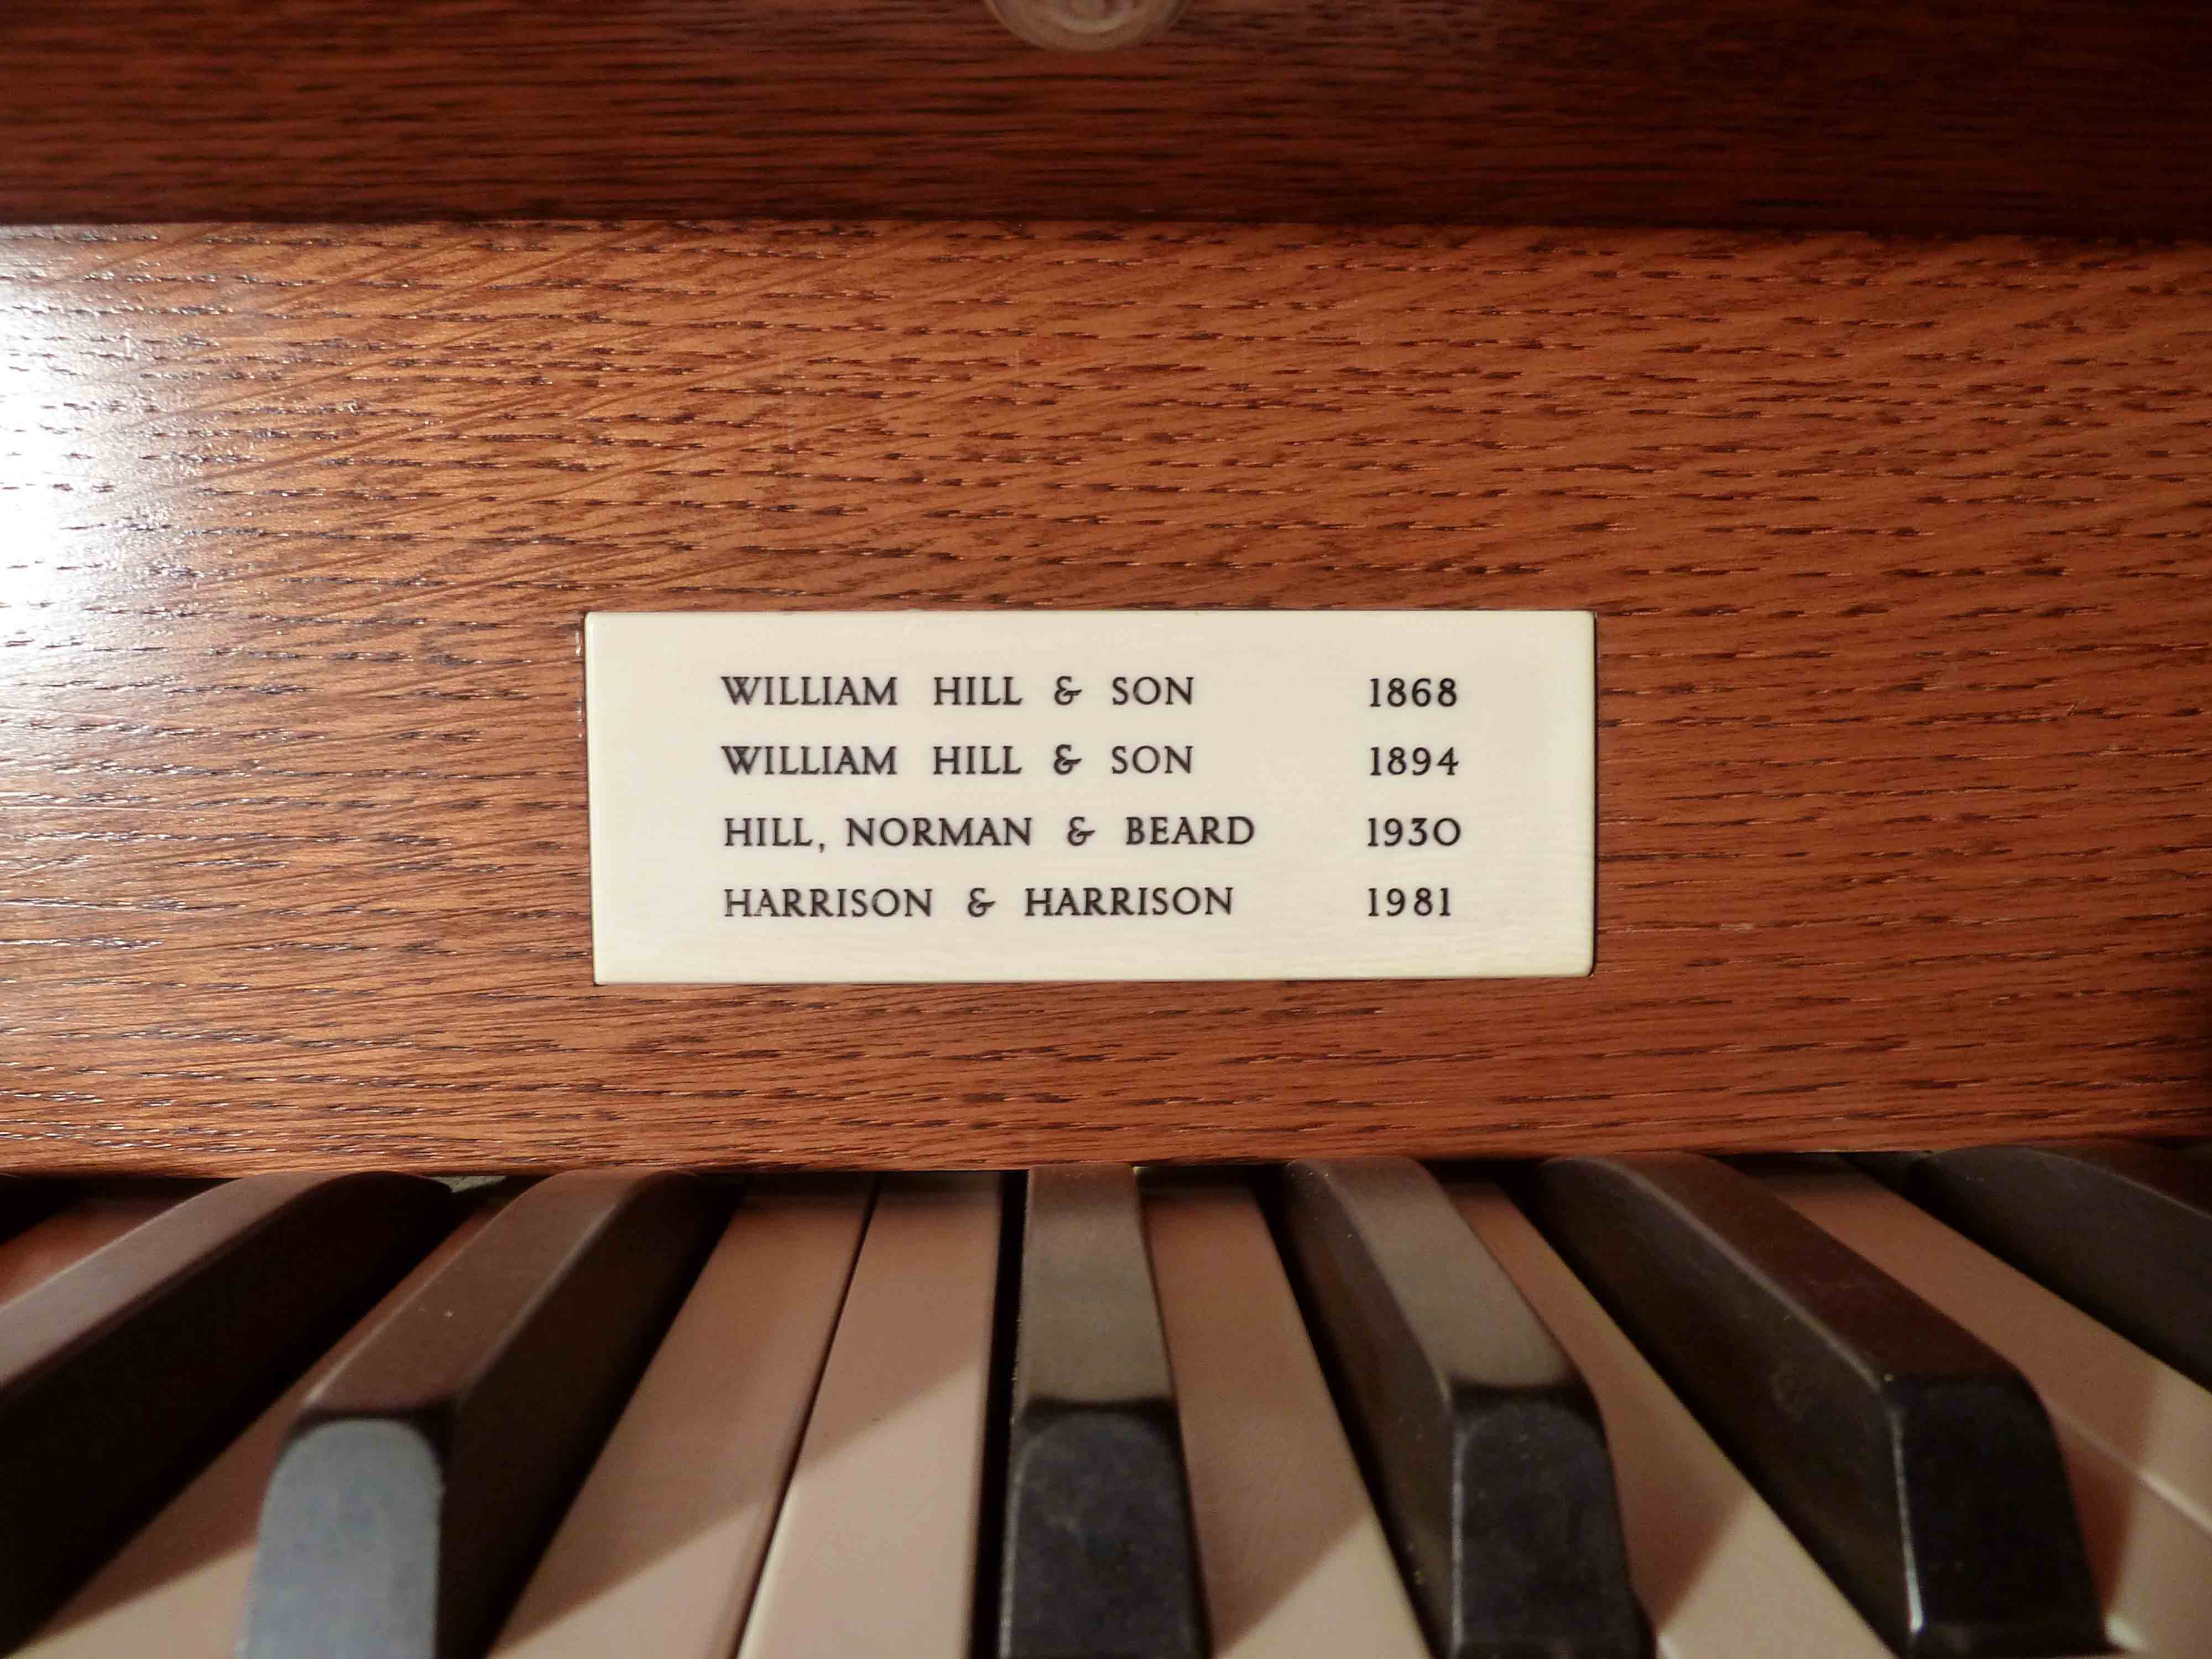 WILLIAM HILL & SON 1868
WILLIAM HILL & SON 1894
HILL, NORMAN & BEARD 1930
HARRISON & HARRISON 1981